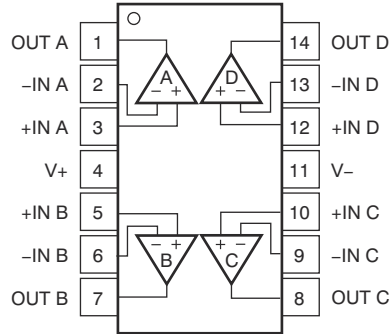 OUT A 1 14 OUT D
−IN A 2 A D 13 −IN D
− + + −
+IN A 3 12 +IN D
V+ 4 11 V−
+IN B 5 10 +IN C
− + + −
−IN B 6 B C 9 −IN C
OUT B 7 8 OUT C